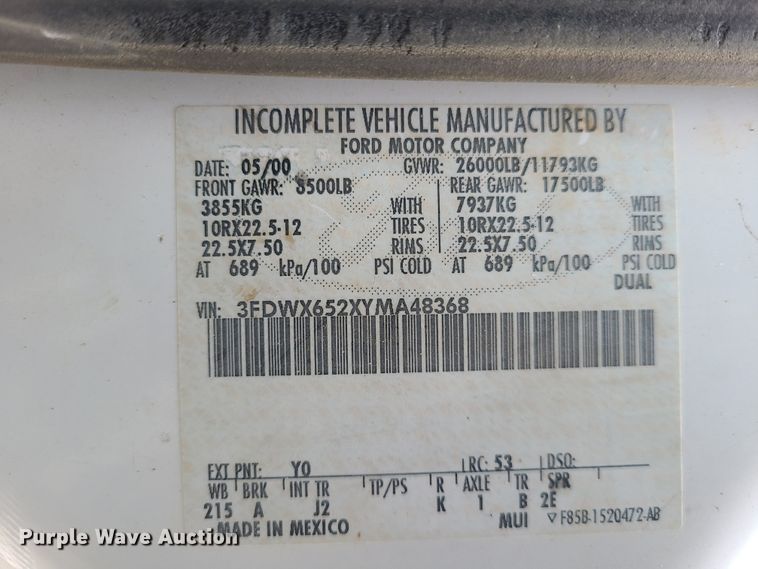 INCOMPLETE VEHICLE MANUFACTURED BY
FORD MOTOR COMPANY
DATE: 05/00 GVWR: 26000LB/11793KG
FRONT GAWR: 8500LB REAR GAWR: 17500LB
3855KG WITH 7937KG WITH
10RX22.5-12 TIRES 10RX22.5-12 TIRES
22.5X7.50 RIMS 22.5X7.50 RIMS
AT 689 kPa/100 PSI COLD AT 689 kPa/100 PSI COLD
DUAL
VIN: 3FDWX652XYMA48368
EXT PNT: YO RC: 53 DSO:
WB BRK INT TR TP/PS R AXLE TR SPR
215 A J2 K 1 B 2E
MADE IN MEXICO MUI ▽F85B-1520472-AB
Purple Wave Auction